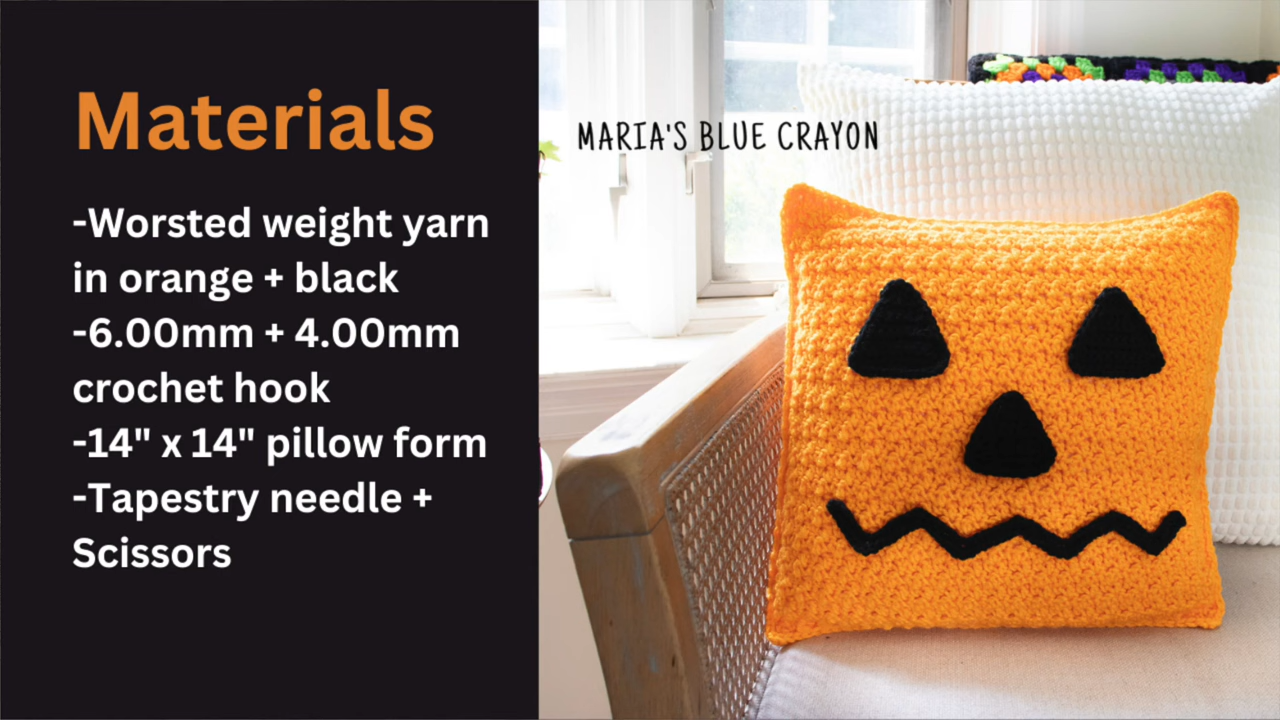 Materials
-Worsted weight yarn
in orange + black
-6.00mm + 4.00mm
crochet hook
-14" x 14" pillow form
-Tapestry needle +
Scissors
MARIA'S BLUE CRAYON